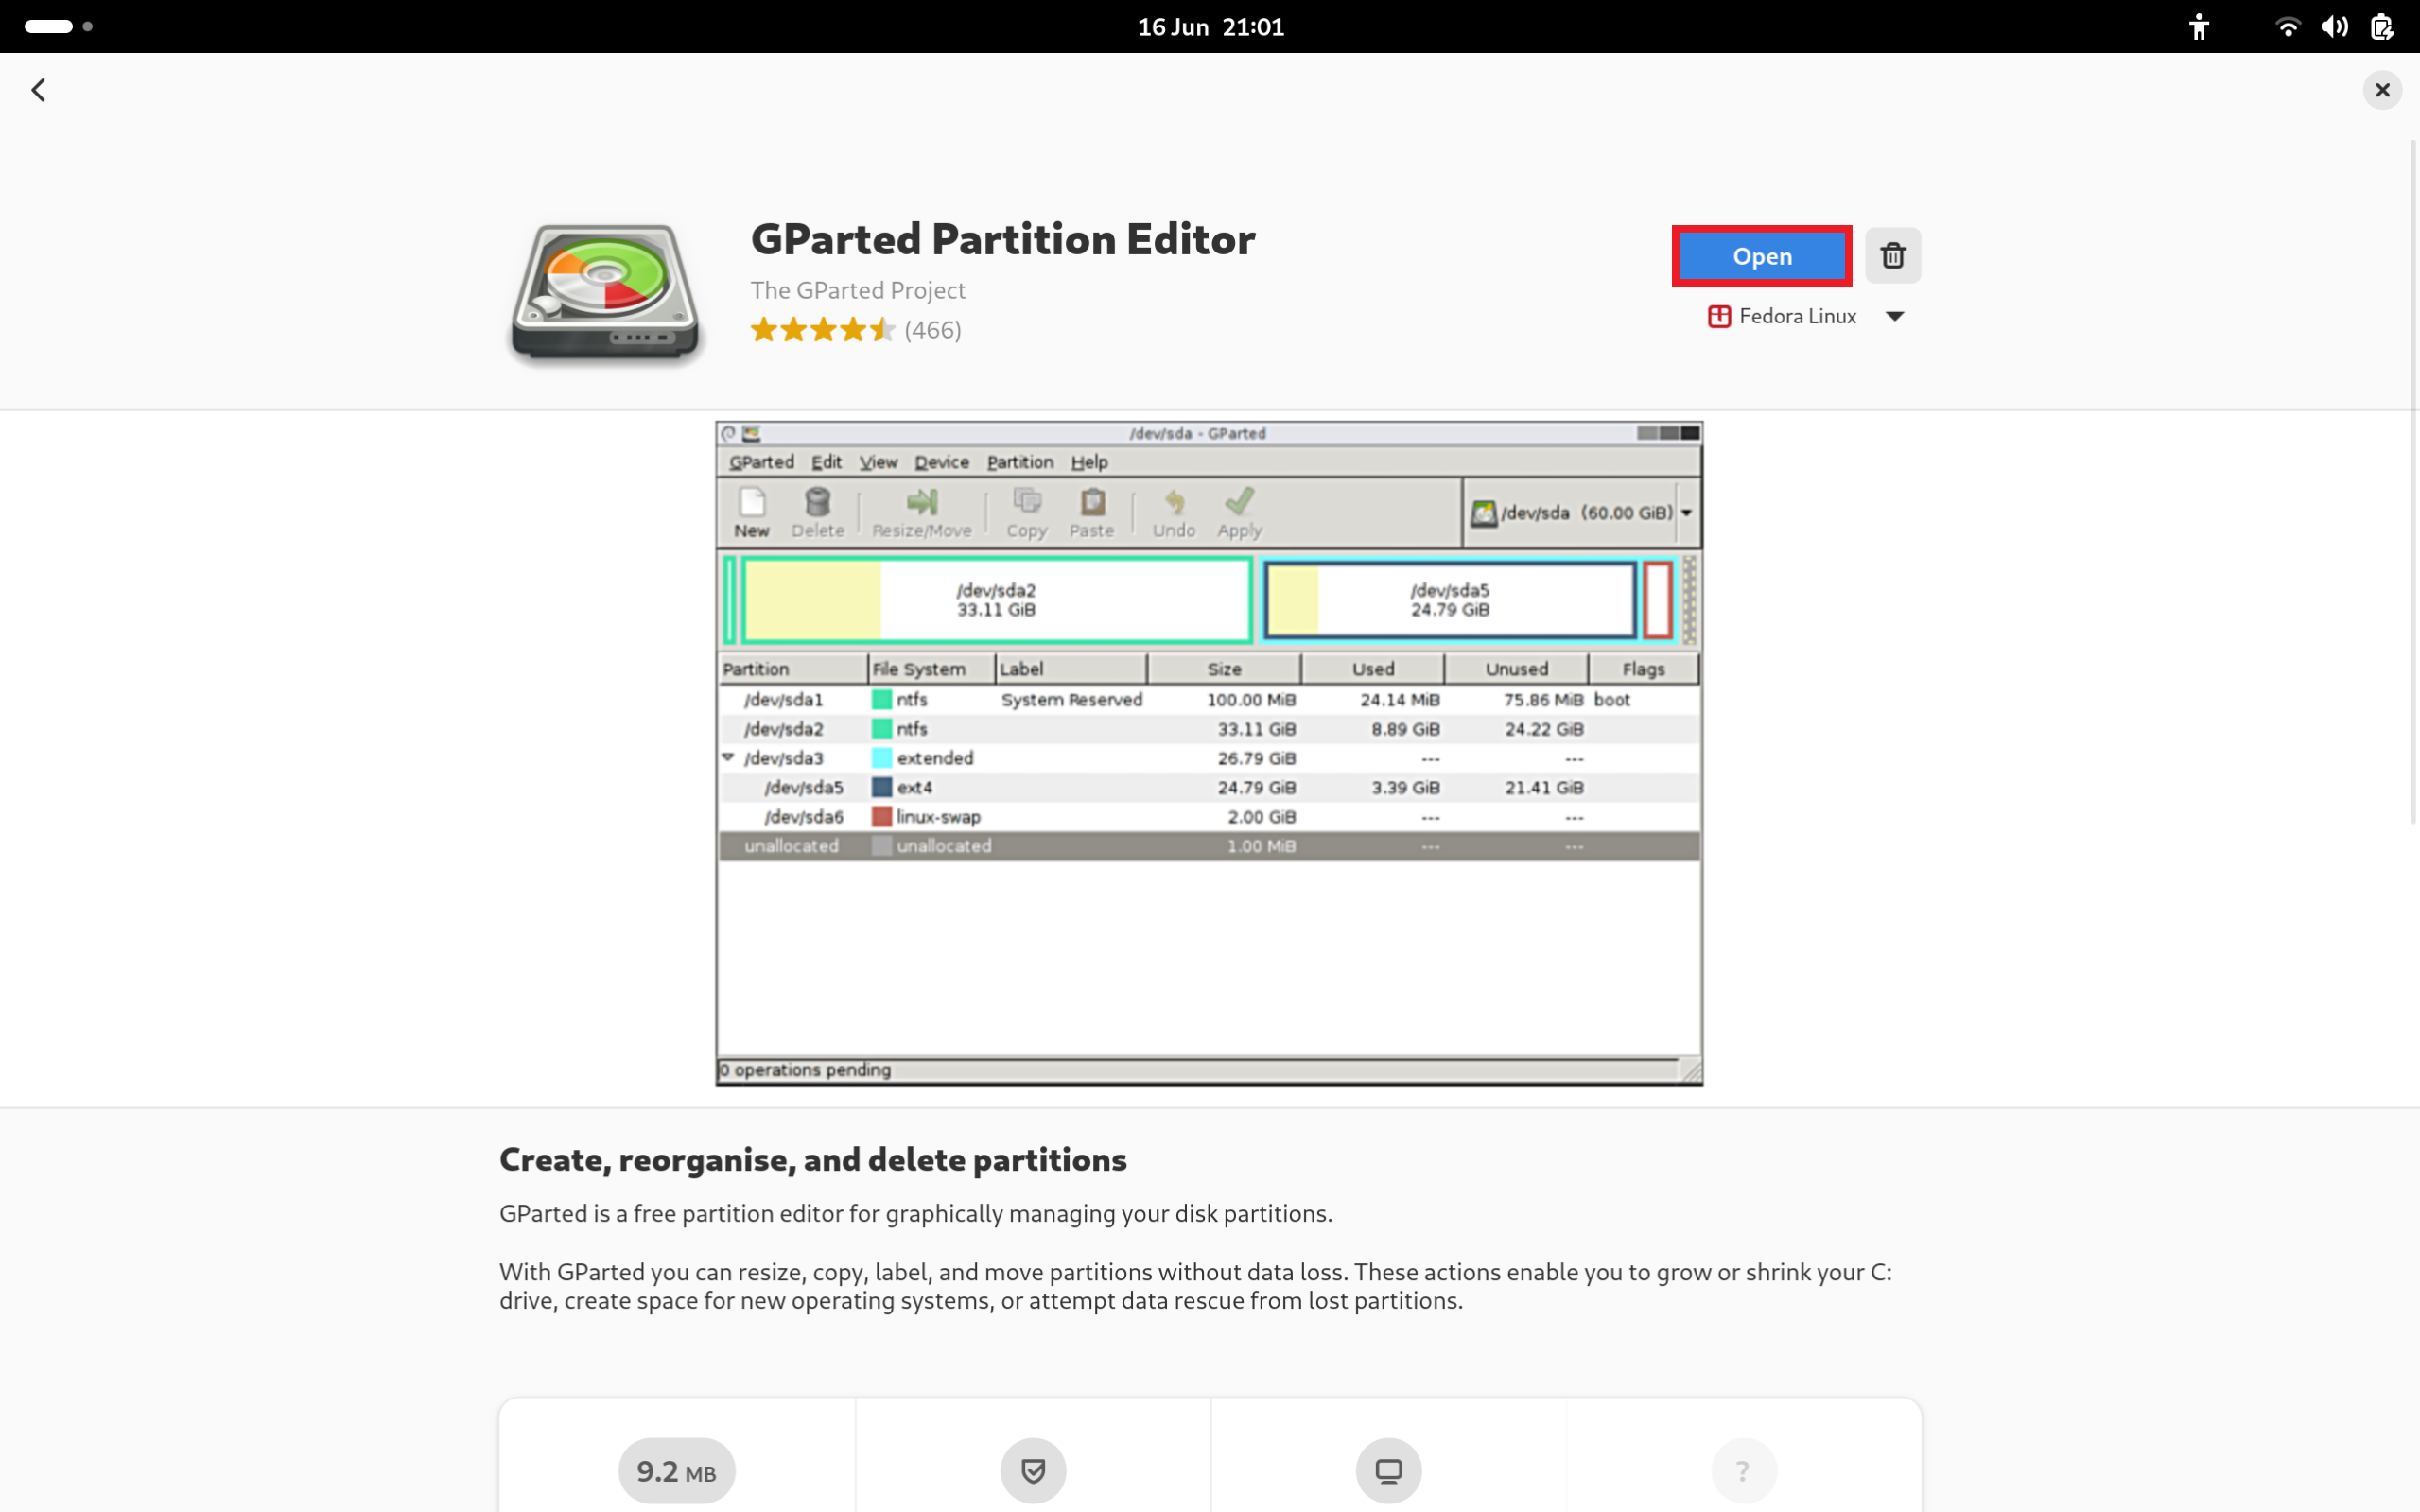 16 Jun 21:01
GParted Partition Editor
The GParted Project
(466)
Open
Fedora Linux
/dev/sda - GParted
GParted Edit View Device Partition Help
New Delete Resize/Move Copy Paste Undo Apply
/dev/sda (60.00 GiB)
/dev/sda2
33.11 GiB
/dev/sda5
24.79 GiB
Partition File System Label Size Used Unused Flags
/dev/sda1 ntfs System Reserved 100.00 MiB 24.14 MiB 75.86 MiB boot
/dev/sda2 ntfs 33.11 GiB 8.89 GiB 24.22 GiB
/dev/sda3 extended 26.79 GiB --- ---
/dev/sda5 ext4 24.79 GiB 3.39 GiB 21.41 GiB
/dev/sda6 linux-swap 2.00 GiB --- ---
unallocated unallocated 1.00 MiB --- ---
0 operations pending
Create, reorganise, and delete partitions
GParted is a free partition editor for graphically managing your disk partitions.
With GParted you can resize, copy, label, and move partitions without data loss. These actions enable you to grow or shrink your C:
drive, create space for new operating systems, or attempt data rescue from lost partitions.
9.2 MB
?